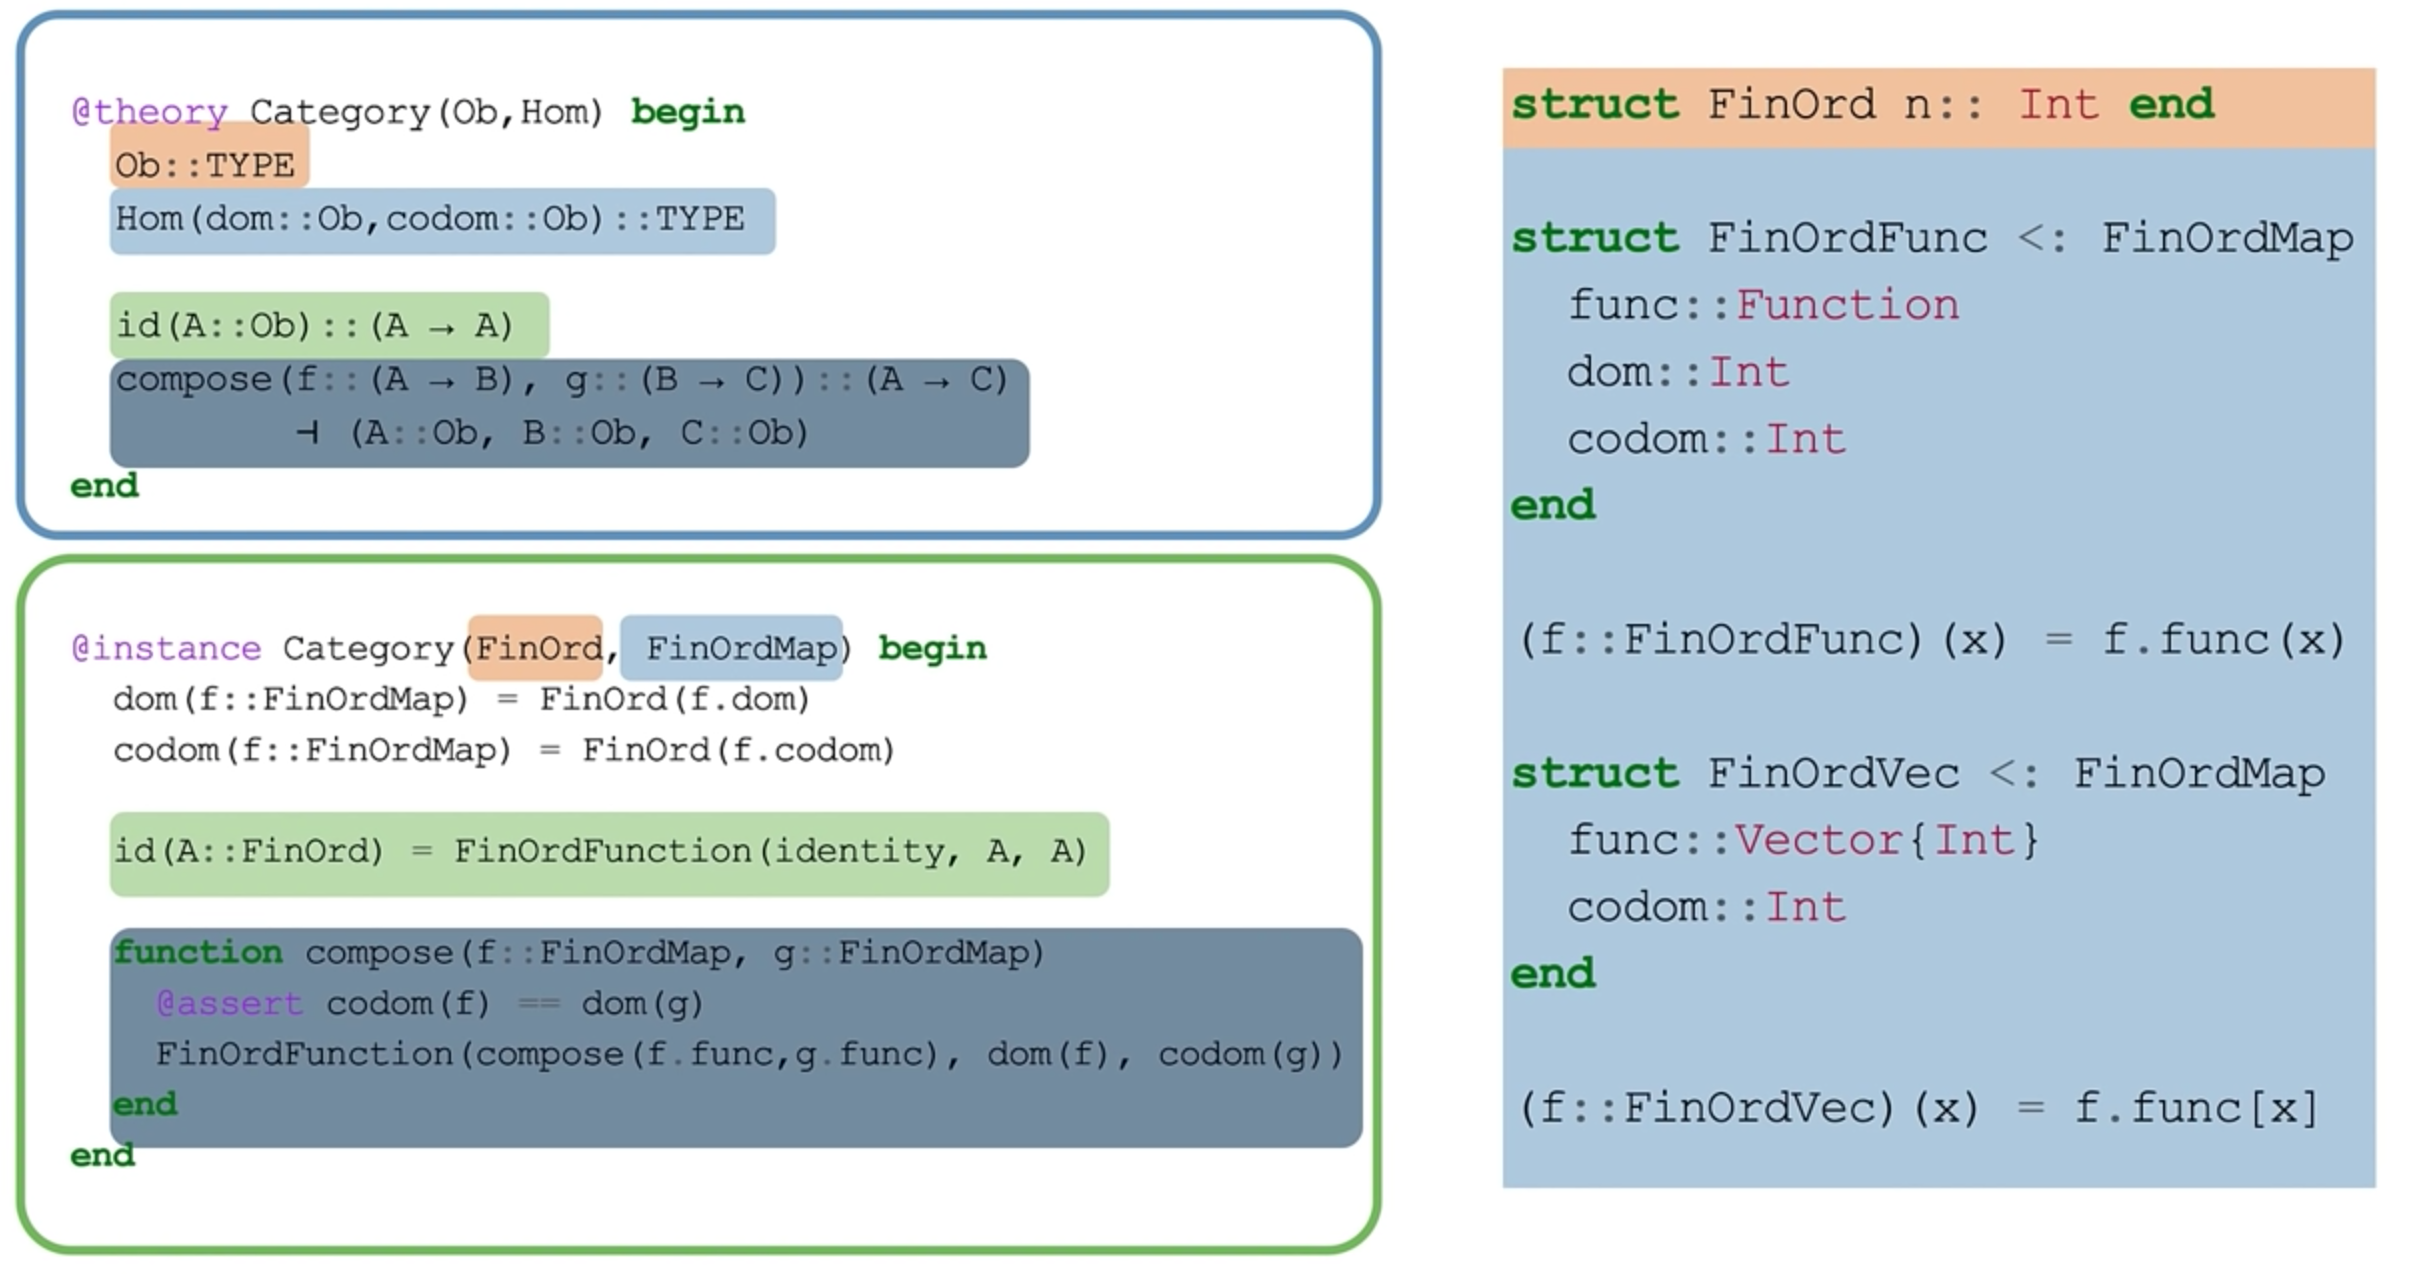 @theory Category(Ob,Hom) begin
Ob::TYPE
Hom(dom::Ob,codom::Ob)::TYPE
id(A::Ob)::(A → A)
compose(f::(A → B), g::(B → C))::(A → C)
⊣ (A::Ob, B::Ob, C::Ob)
end
@instance Category(FinOrd, FinOrdMap) begin
dom(f::FinOrdMap) = FinOrd(f.dom)
codom(f::FinOrdMap) = FinOrd(f.codom)
id(A::FinOrd) = FinOrdFunction(identity, A, A)
function compose(f::FinOrdMap, g::FinOrdMap)
@assert codom(f) == dom(g)
FinOrdFunction(compose(f.func,g.func), dom(f), codom(g))
end
end
struct FinOrd n:: Int end
struct FinOrdFunc <: FinOrdMap
func::Function
dom::Int
codom::Int
end
(f::FinOrdFunc)(x) = f.func(x)
struct FinOrdVec <: FinOrdMap
func::Vector{Int}
codom::Int
end
(f::FinOrdVec)(x) = f.func[x]